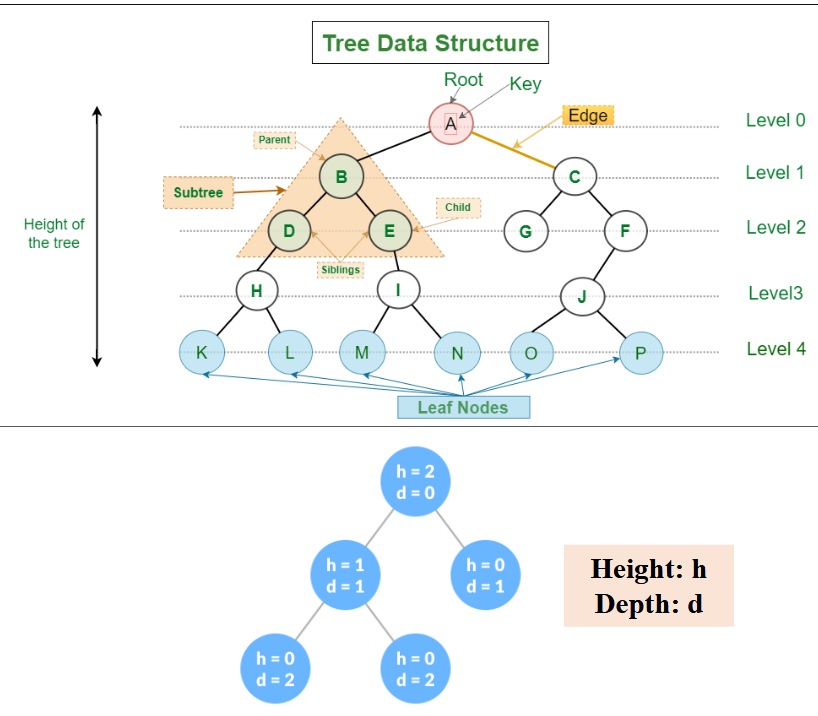 Tree Data Structure
Root
Key
A
Edge
Level 0
Parent
B
C
Level 1
Subtree
Child
Height of
the tree
D
E
G
F
Level 2
Siblings
H
I
J
Level3
K
L
M
N
O
P
Level 4
Leaf Nodes
h = 2
d = 0
h = 1
d = 1
h = 0
d = 1
Height: h
Depth: d
h = 0
d = 2
h = 0
d = 2